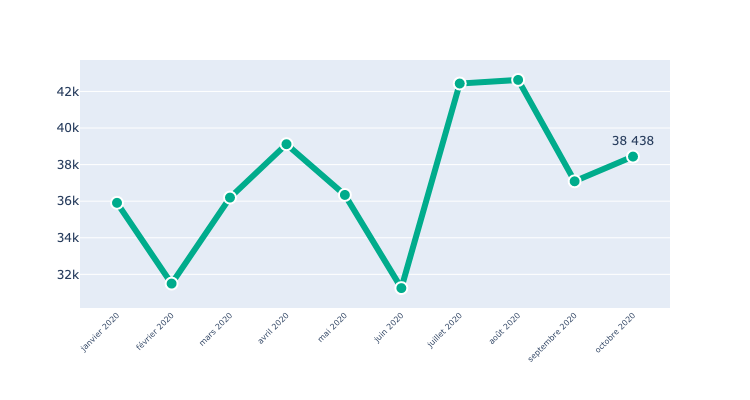 42k
40k
38k
36k
34k
32k
38 438
janvier 2020
février 2020
mars 2020
avril 2020
mai 2020
juin 2020
juillet 2020
août 2020
septembre 2020
octobre 2020